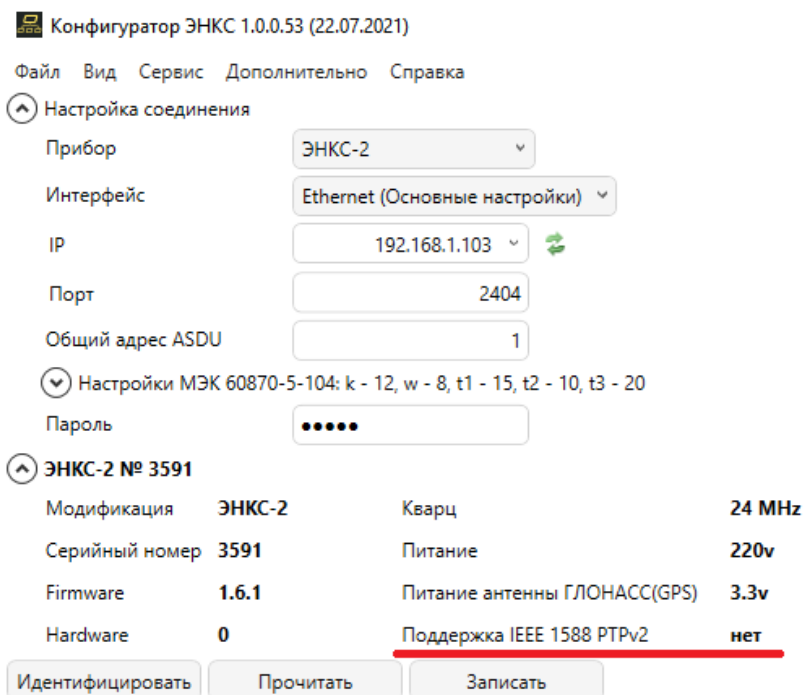 Конфигуратор ЭНКС 1.0.0.53 (22.07.2021)
Файл Вид Сервис Дополнительно Справка
Настройка соединения
Прибор ЭНКС-2
Интерфейс Ethernet (Основные настройки)
IP 192.168.1.103
Порт 2404
Общий адрес ASDU 1
Настройки МЭК 60870-5-104: k - 12, w - 8, t1 - 15, t2 - 10, t3 - 20
Пароль •••••
ЭНКС-2 № 3591
Модификация ЭНКС-2 Кварц 24 MHz
Серийный номер 3591 Питание 220v
Firmware 1.6.1 Питание антенны ГЛОНАСС(GPS) 3.3v
Hardware 0 Поддержка IEEE 1588 PTPv2 нет
Идентифицировать Прочитать Записать